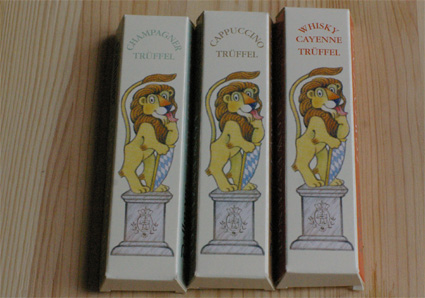 CHAMPAGNER
TRÜFFEL
CAPPUCCINO
TRÜFFEL
WHISKY-
CAYENNE
TRÜFFEL